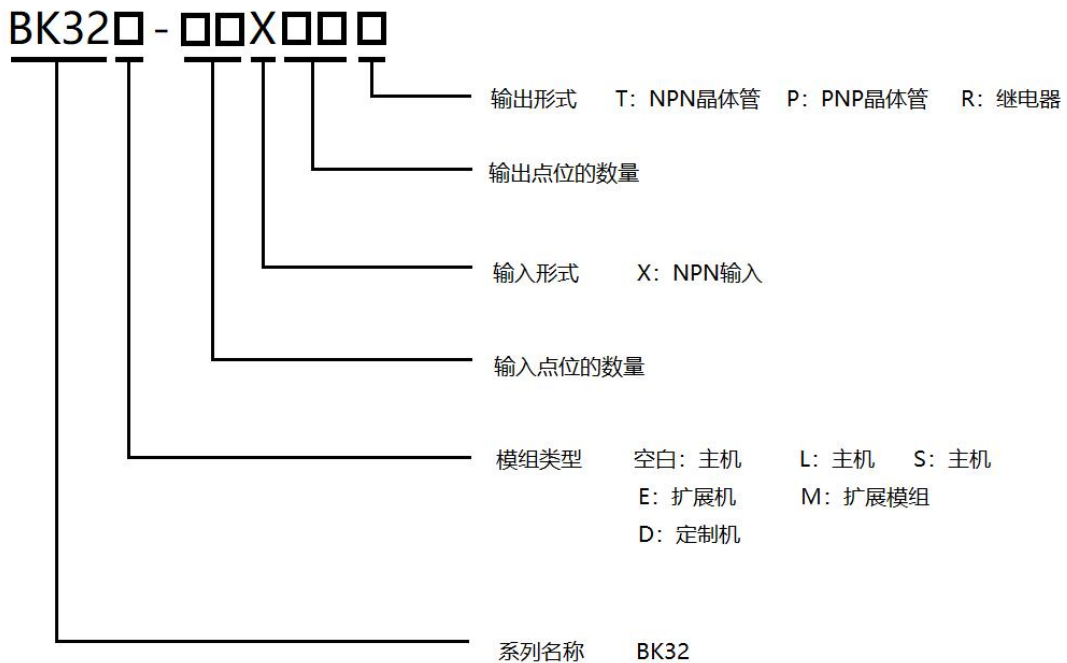 BK32□-□□X□□□
输出形式 T：NPN晶体管 P：PNP晶体管 R：继电器
输出点位的数量
输入形式 X：NPN输入
输入点位的数量
模组类型 空白：主机 L：主机 S：主机
E：扩展机 M：扩展模组
D：定制机
系列名称 BK32